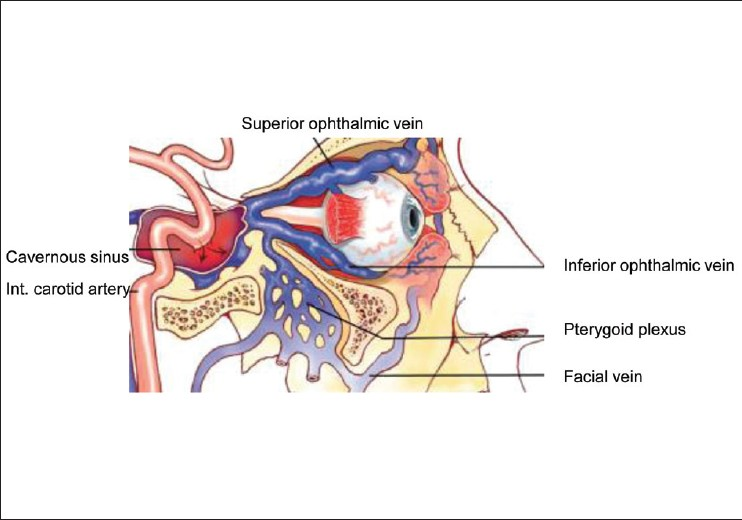 Superior ophthalmic vein
Cavernous sinus
Int. carotid artery
Inferior ophthalmic vein
Pterygoid plexus
Facial vein